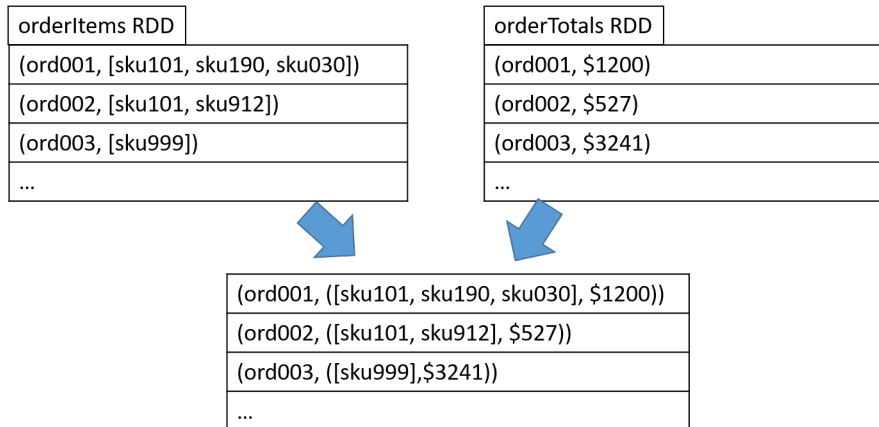 orderItems RDD
(ord001, [sku101, sku190, sku030])
(ord002, [sku101, sku912])
(ord003, [sku999])
...
orderTotals RDD
(ord001, $1200)
(ord002, $527)
(ord003, $3241)
...
(ord001, ([sku101, sku190, sku030], $1200))
(ord002, ([sku101, sku912], $527))
(ord003, ([sku999],$3241))
...